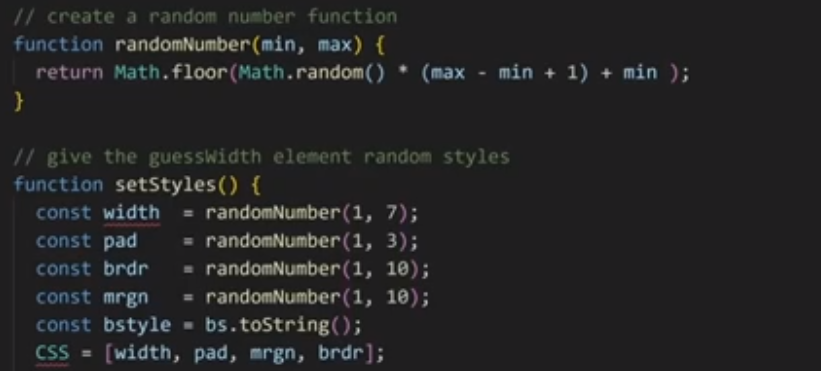 // create a random number function
function randomNumber(min, max) {
  return Math.floor(Math.random() * (max - min + 1) + min );
}

// give the guessWidth element random styles
function setStyles() {
  const width  = randomNumber(1, 7);
  const pad    = randomNumber(1, 3);
  const brdr   = randomNumber(1, 10);
  const mrgn   = randomNumber(1, 10);
  const bstyle = bs.toString();
  CSS = [width, pad, mrgn, brdr];